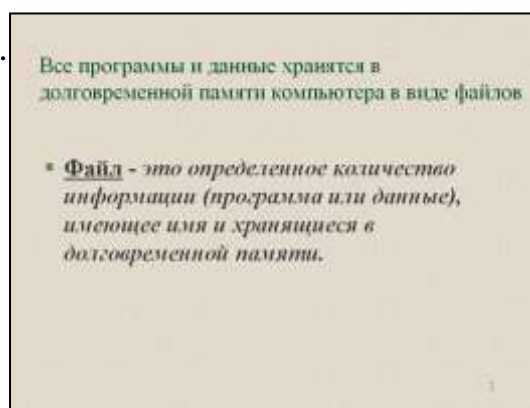 Все программы и данные хранятся в
долговременной памяти компьютера в виде файлов
Файл - это определенное количество
информации (программа или данные),
имеющее имя и хранящиеся в
долговременной памяти.